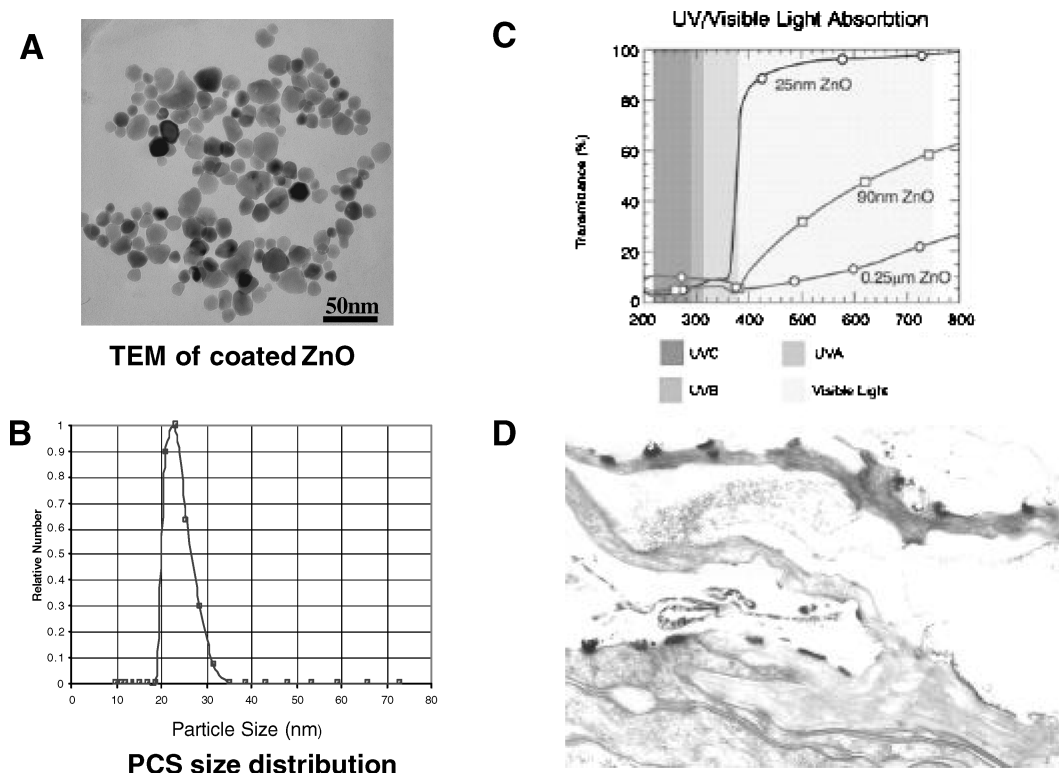 A
50nm
TEM of coated ZnO
B
1
0.9
0.8
0.7
0.6
0.5
0.4
0.3
0.2
0.1
0
Relative Number
0 10 20 30 40 50 60 70 80
Particle Size (nm)
PCS size distribution
C
UV/Visible Light Absorbtion
100
80
60
40
20
0
Transmittance (%)
25nm ZnO
90nm ZnO
0.25µm ZnO
200 300 400 500 600 700 800
UVC
UVA
UVB
Visible Light
D